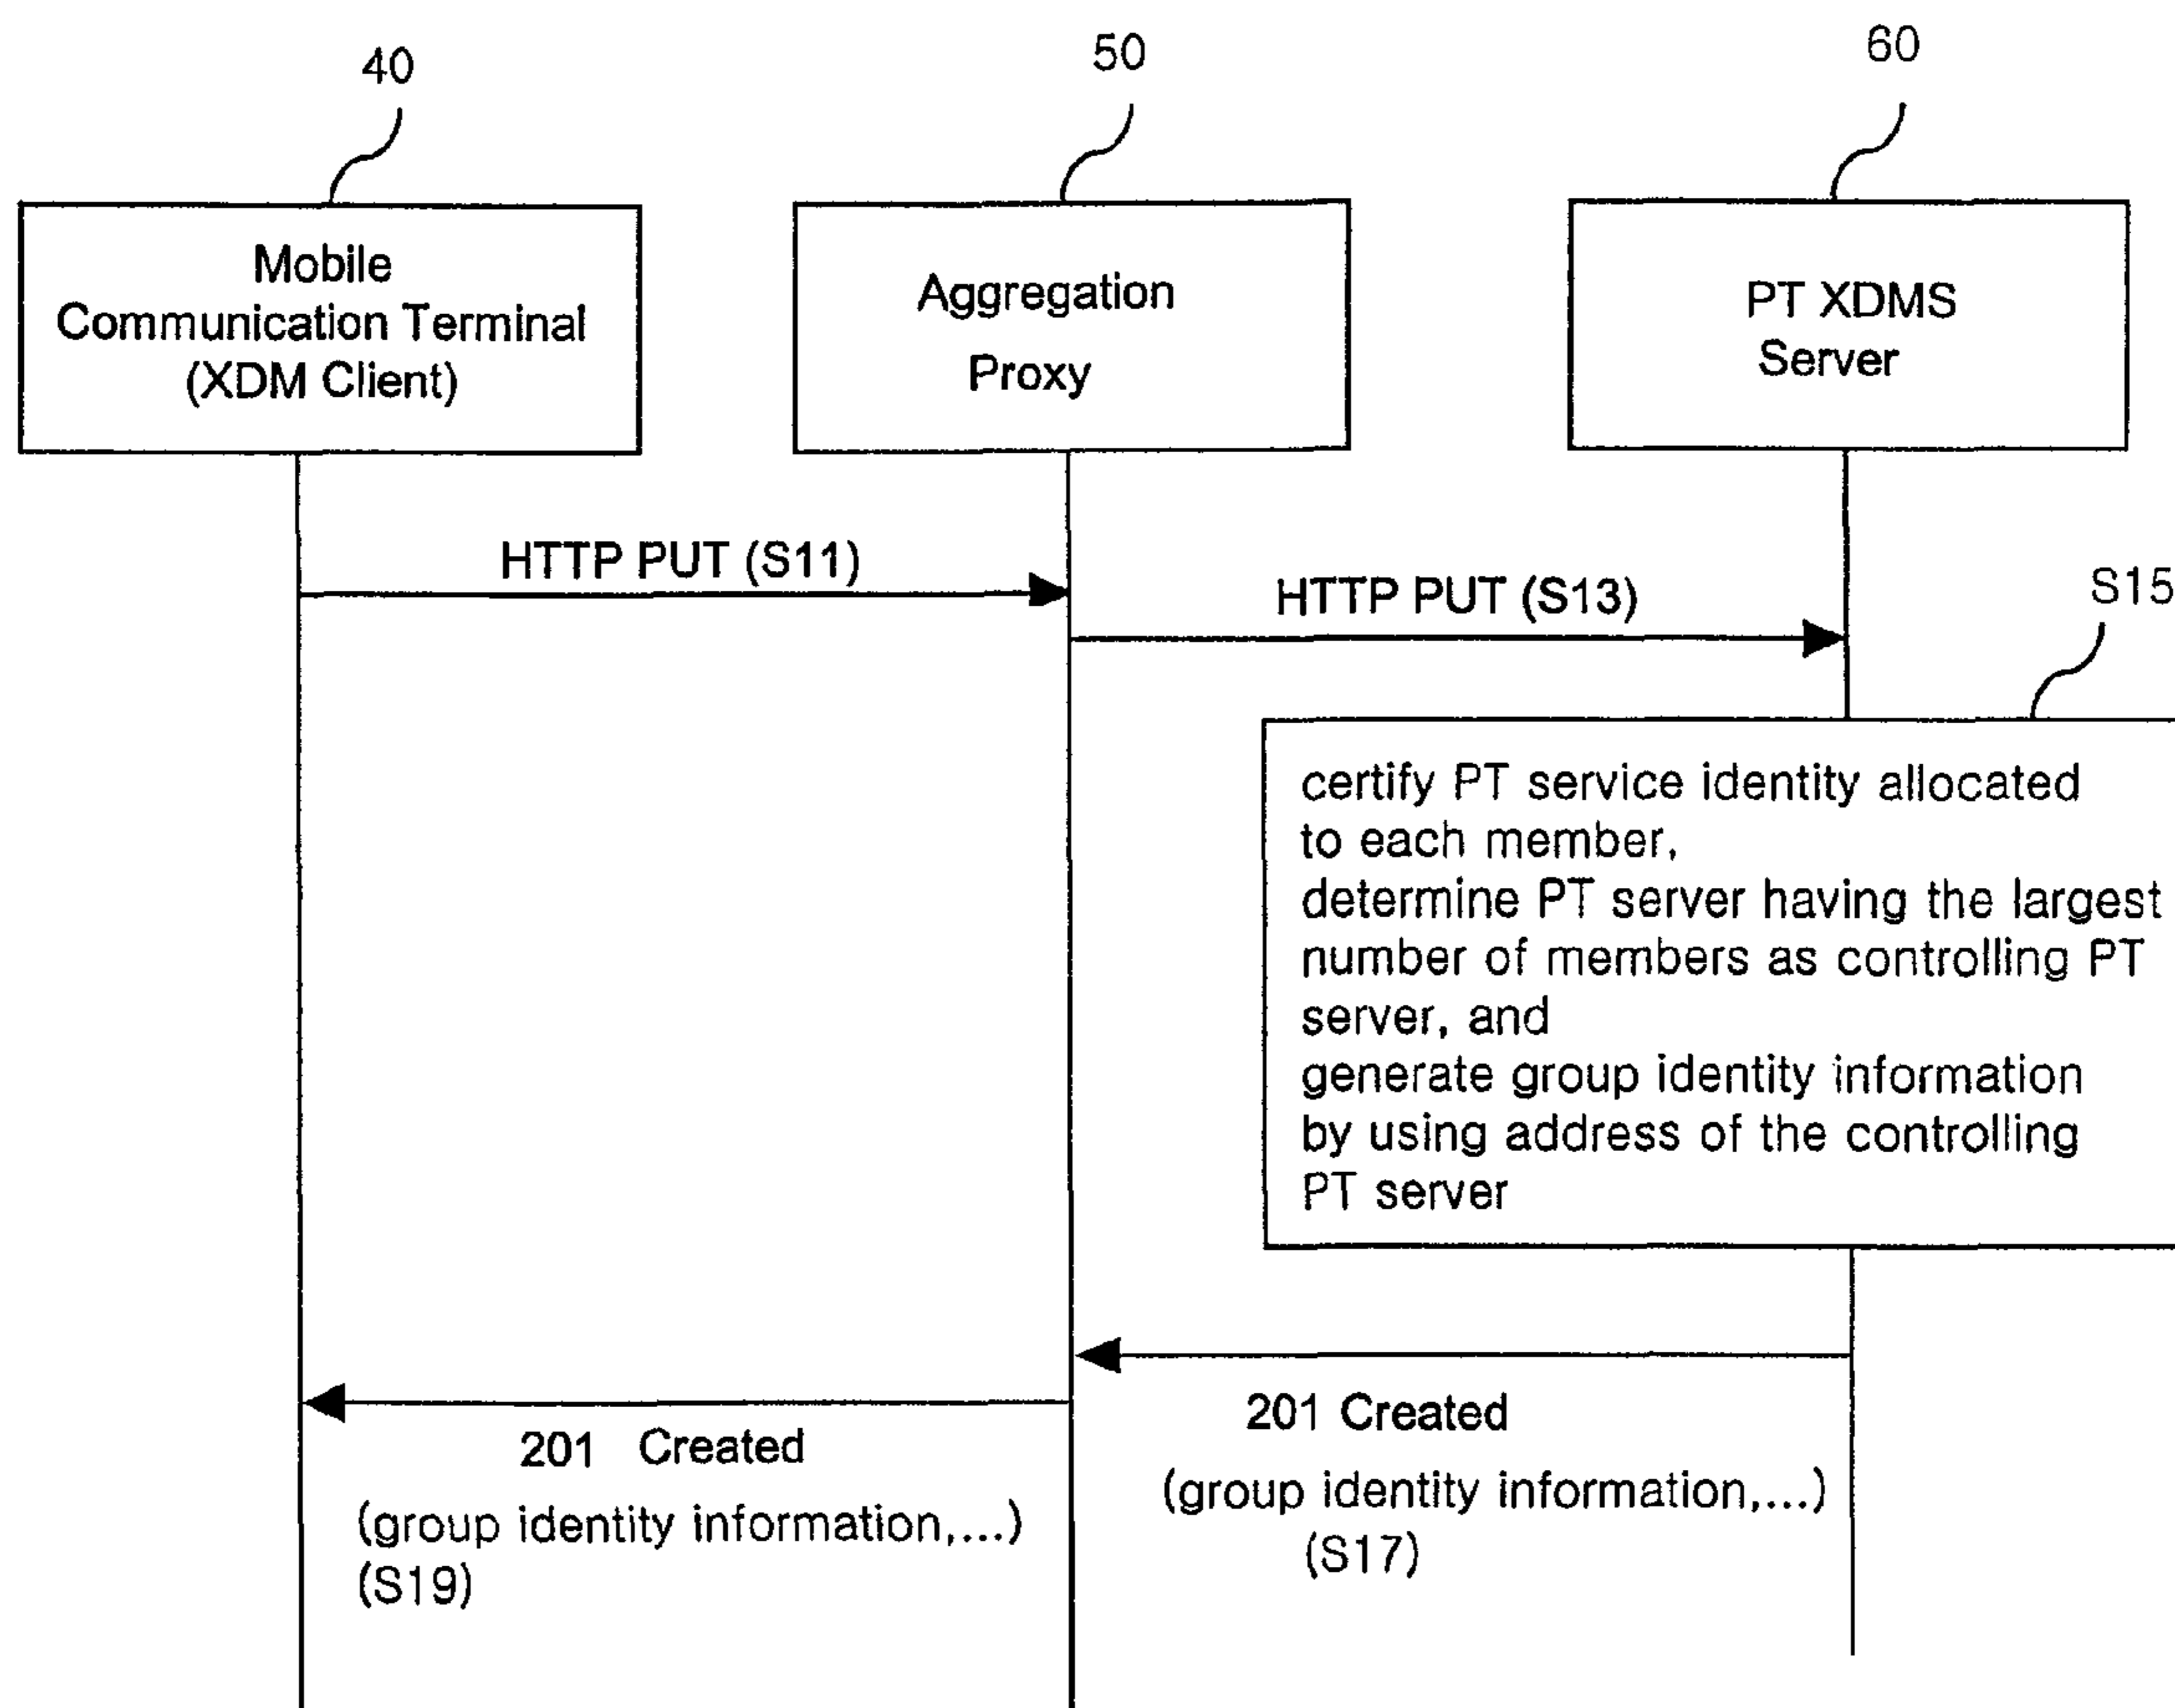 40
50
60
Mobile
Communication Terminal
(XDM Client)
Aggregation
Proxy
PT XDMS
Server
HTTP PUT (S11)
HTTP PUT (S13)
S15
certify PT service identity allocated
to each member,
determine PT server having the largest
number of members as controlling PT
server, and
generate group identity information
by using address of the controlling
PT server
201 Created
(group identity information,...)
(S17)
201 Created
(group identity information,...)
(S19)